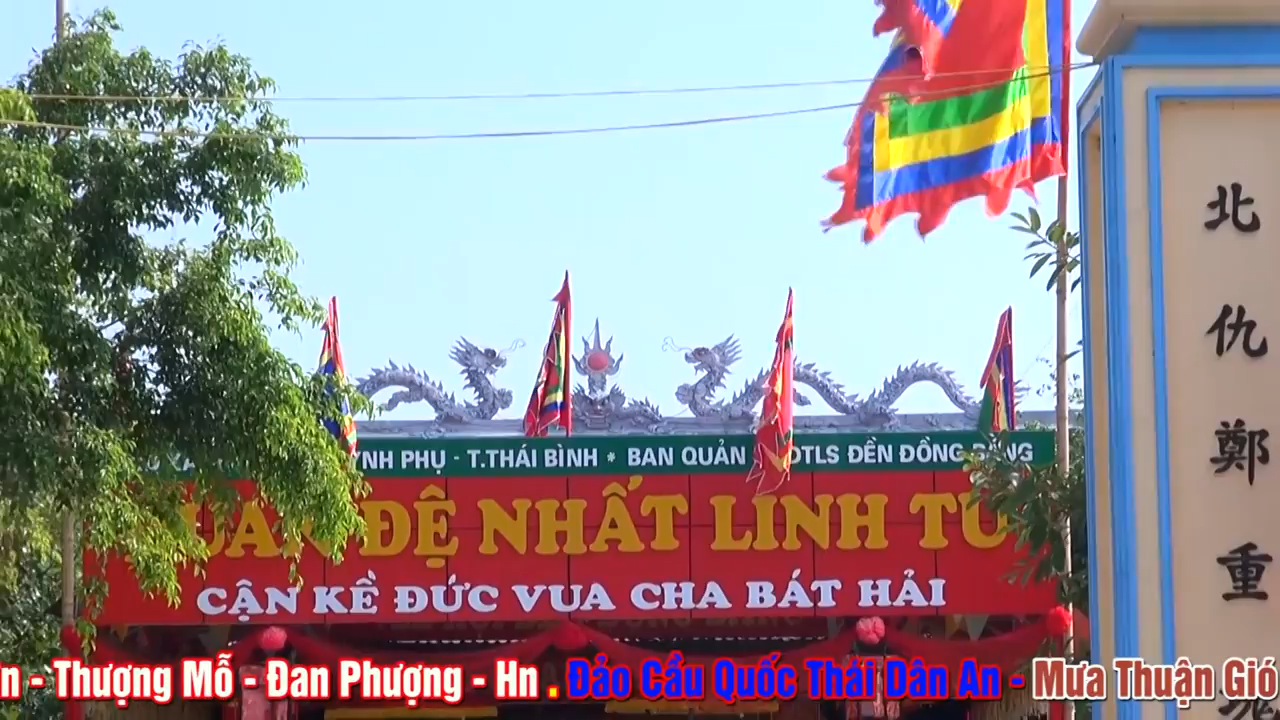 YNH PHỤ - T.THÁI BÌNH * BAN QUẢN DTLS ĐỀN ĐỒNG BẰNG
ĐỆ NHẤT LINH TỪ
CẬN KỀ ĐỨC VUA CHA BÁT HẢI
北仇鄭重
n - Thượng Mỗ - Đan Phượng - Hn . Đảo Cầu Quốc Thái Dân An - Mưa Thuận Gió